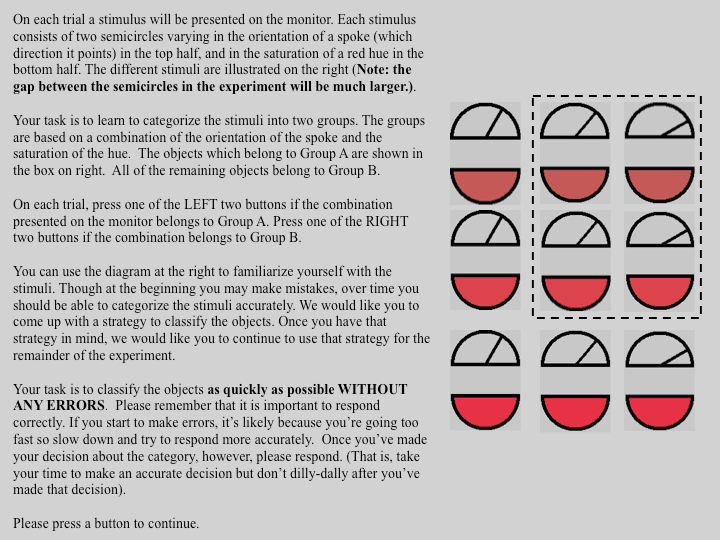 On each trial a stimulus will be presented on the monitor. Each stimulus
consists of two semicircles varying in the orientation of a spoke (which
direction it points) in the top half, and in the saturation of a red hue in the
bottom half. The different stimuli are illustrated on the right (Note: the
gap between the semicircles in the experiment will be much larger.).
Your task is to learn to categorize the stimuli into two groups. The groups
are based on a combination of the orientation of the spoke and the
saturation of the hue. The objects which belong to Group A are shown in
the box on right. All of the remaining objects belong to Group B.
On each trial, press one of the LEFT two buttons if the combination
presented on the monitor belongs to Group A. Press one of the RIGHT
two buttons if the combination belongs to Group B.
You can use the diagram at the right to familiarize yourself with the
stimuli. Though at the beginning you may make mistakes, over time you
should be able to categorize the stimuli accurately. We would like you to
come up with a strategy to classify the objects. Once you have that
strategy in mind, we would like you to continue to use that strategy for the
remainder of the experiment.
Your task is to classify the objects as quickly as possible WITHOUT
ANY ERRORS. Please remember that it is important to respond
correctly. If you start to make errors, it's likely because you're going too
fast so slow down and try to respond more accurately. Once you've made
your decision about the category, however, please respond. (That is, take
your time to make an accurate decision but don't dilly-dally after you've
made that decision).
Please press a button to continue.